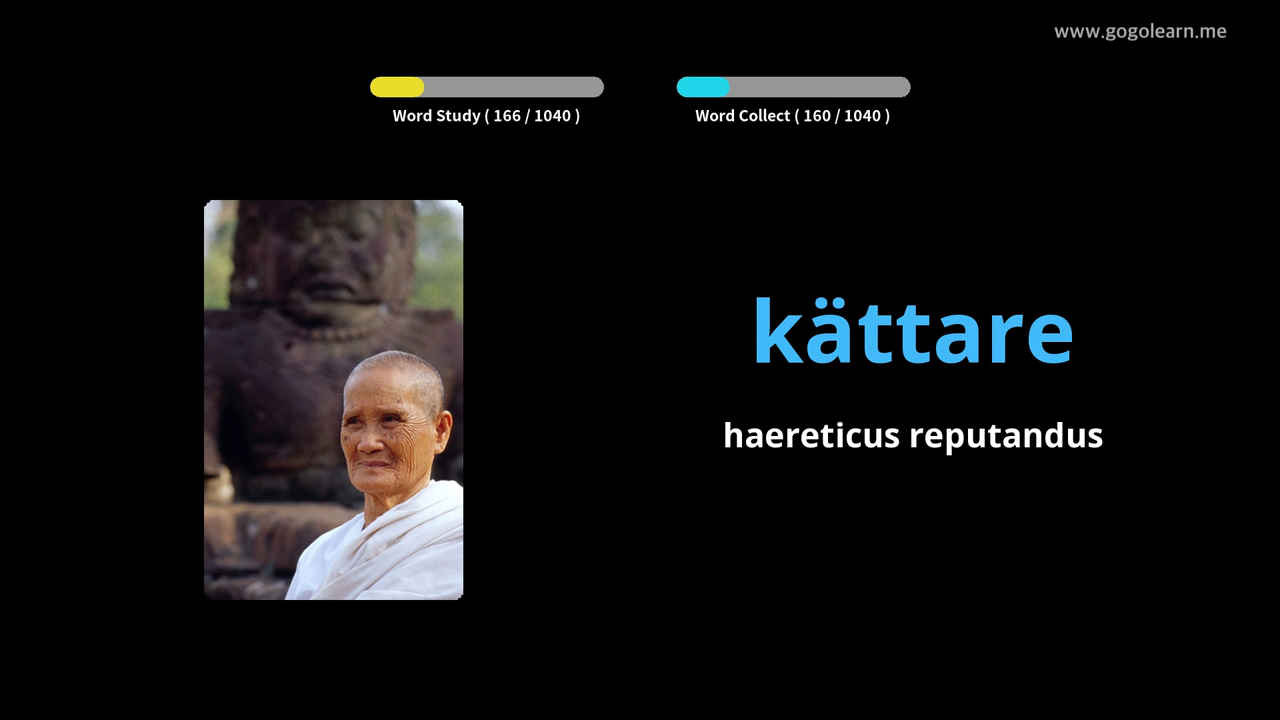 www.gogolearn.me
Word Study ( 166 / 1040 )
Word Collect ( 160 / 1040 )
kättare
haereticus reputandus